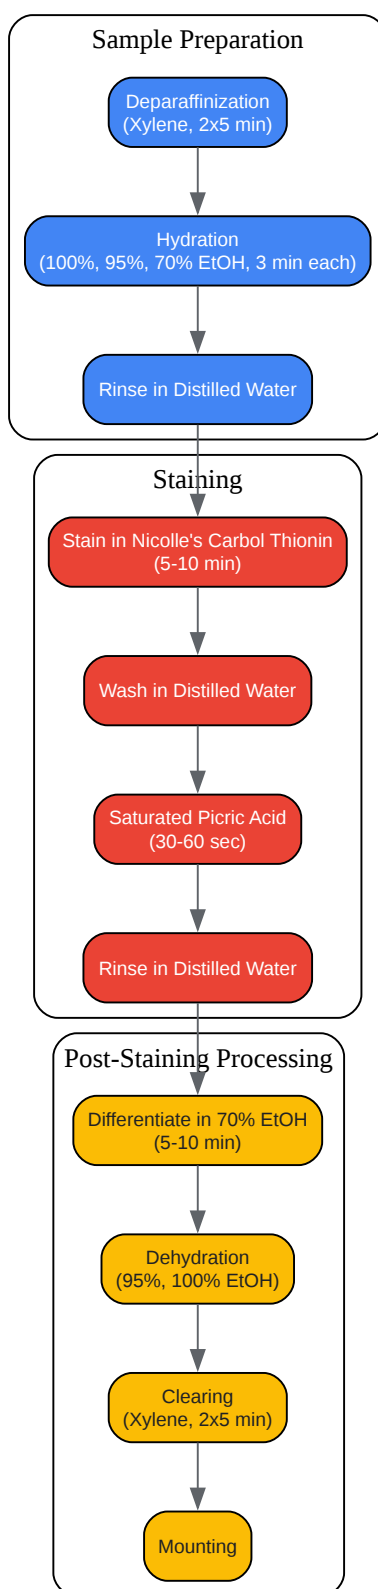 Sample Preparation
Deparaffinization
(Xylene, 2x5 min)
Hydration
(100%, 95%, 70% EtOH, 3 min each)
Rinse in Distilled Water
Staining
Stain in Nicolle's Carbol Thionin
(5-10 min)
Wash in Distilled Water
Saturated Picric Acid
(30-60 sec)
Rinse in Distilled Water
Post-Staining Processing
Differentiate in 70% EtOH
(5-10 min)
Dehydration
(95%, 100% EtOH)
Clearing
(Xylene, 2x5 min)
Mounting